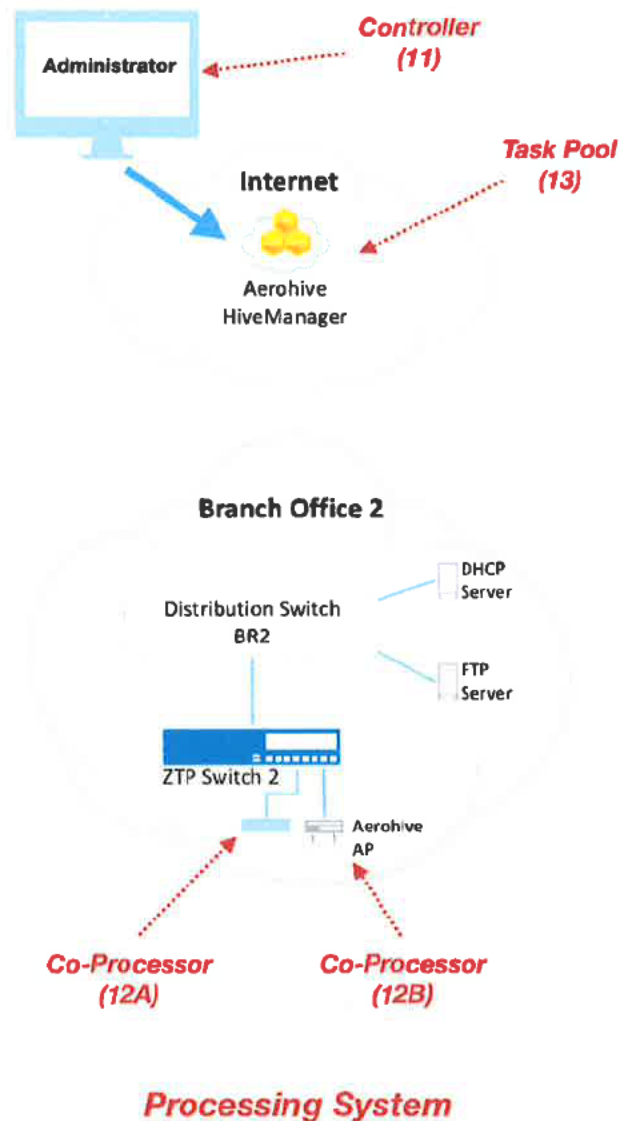 Controller
(11)
Administrator
Task Pool
(13)
Internet
Aerohive
HiveManager
Branch Office 2
DHCP
Server
Distribution Switch
BR2
FTP
Server
ZTP Switch 2
Aerohive
AP
Co-Processor
(12A)
Co-Processor
(12B)
Processing System